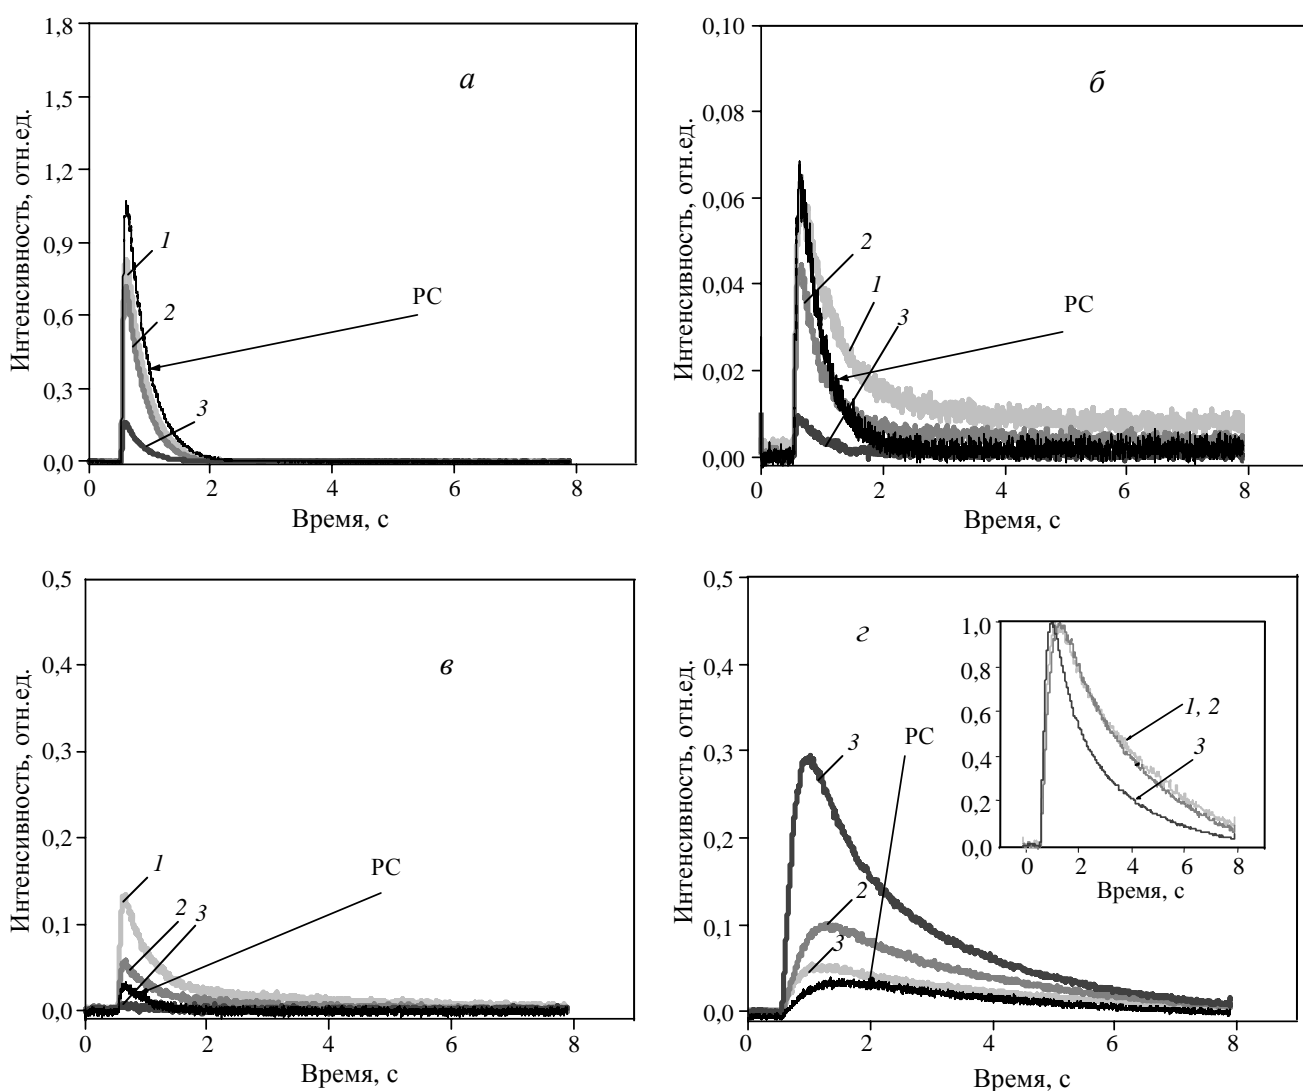 1,8
1,5
1,2
0,9
0,6
0,3
0,0
Интенсивность, отн.ед.
а
1
2
РС
3
0 2 4 6 8
Время, с
0,10
0,08
0,06
0,04
0,02
0,00
Интенсивность, отн.ед.
б
2
1
3
РС
0 2 4 6 8
Время, с
0,5
0,4
0,3
0,2
0,1
0,0
Интенсивность, отн.ед.
в
1
2
3
РС
0 2 4 6 8
Время, с
0,5
0,4
0,3
0,2
0,1
0,0
Интенсивность, отн.ед.
г
3
РС
2
3
0 2 4 6 8
Время, с
1,0
0,8
0,6
0,4
0,2
0,0
1, 2
3
0 2 4 6 8
Время, с